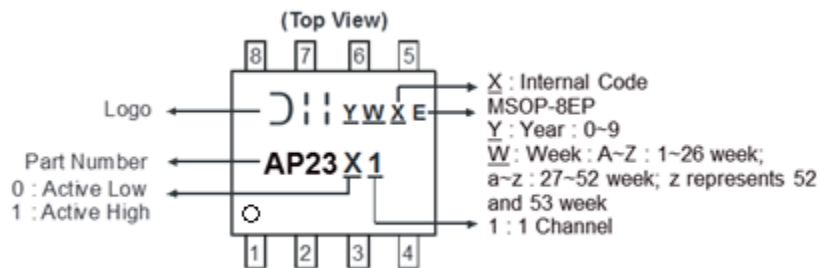 (Top View)
8 7 6 5
Logo
Y W X E
X : Internal Code
MSOP-8EP
Y : Year : 0~9
W : Week : A~Z : 1~26 week;
a~z : 27~52 week; z represents 52
and 53 week
1 : 1 Channel
Part Number
AP23 X 1
0 : Active Low
1 : Active High
1 2 3 4